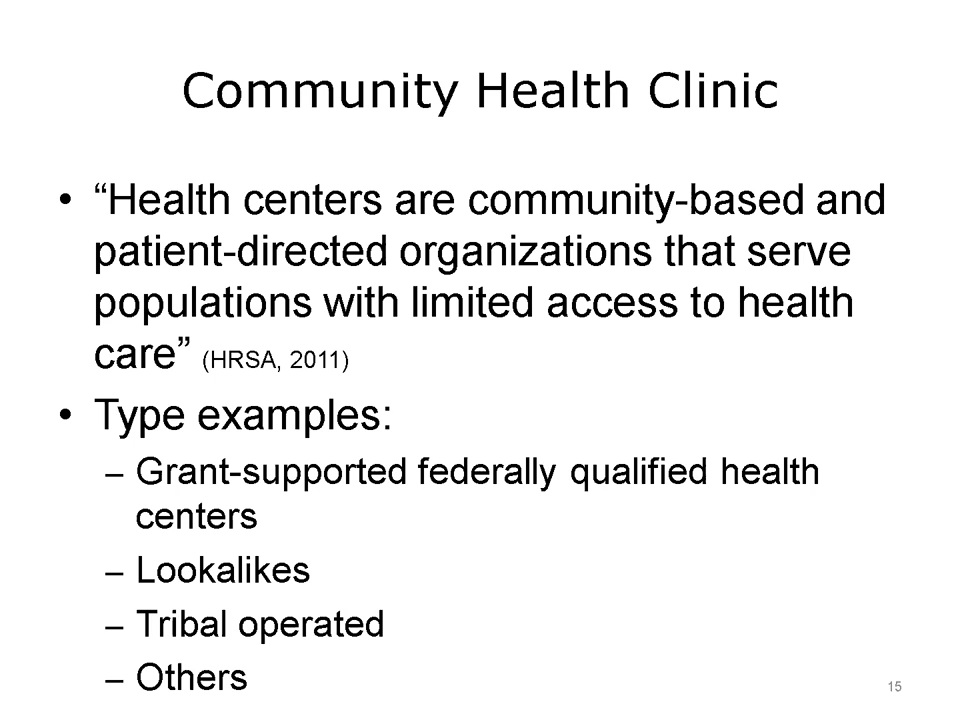 Community Health Clinic
• “Health centers are community-based and
patient-directed organizations that serve
populations with limited access to health
care” (HRSA, 2011)
• Type examples:
– Grant-supported federally qualified health
centers
– Lookalikes
– Tribal operated
– Others
15